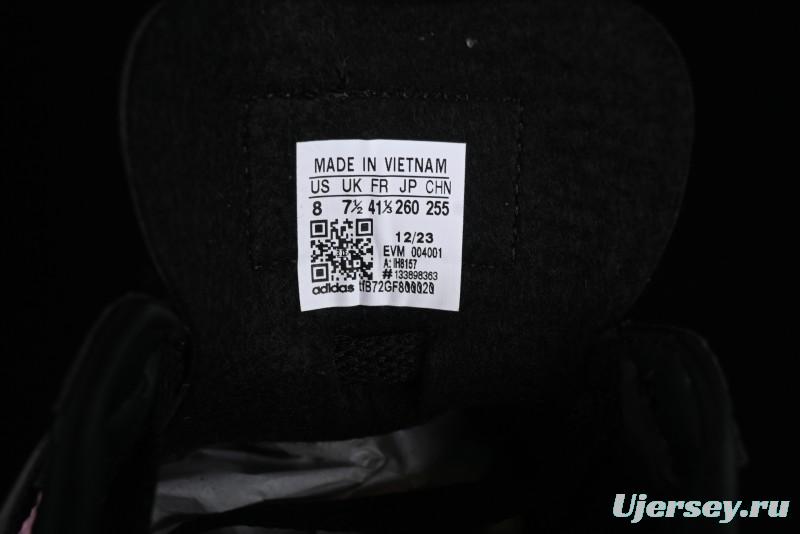 MADE IN VIETNAM
US UK FR JP CHN
8 7½ 41⅓ 260 255
12/23
EVM 004001
A: IH8157
#133898363
adidas tfB72GF800020
Ujersey.ru